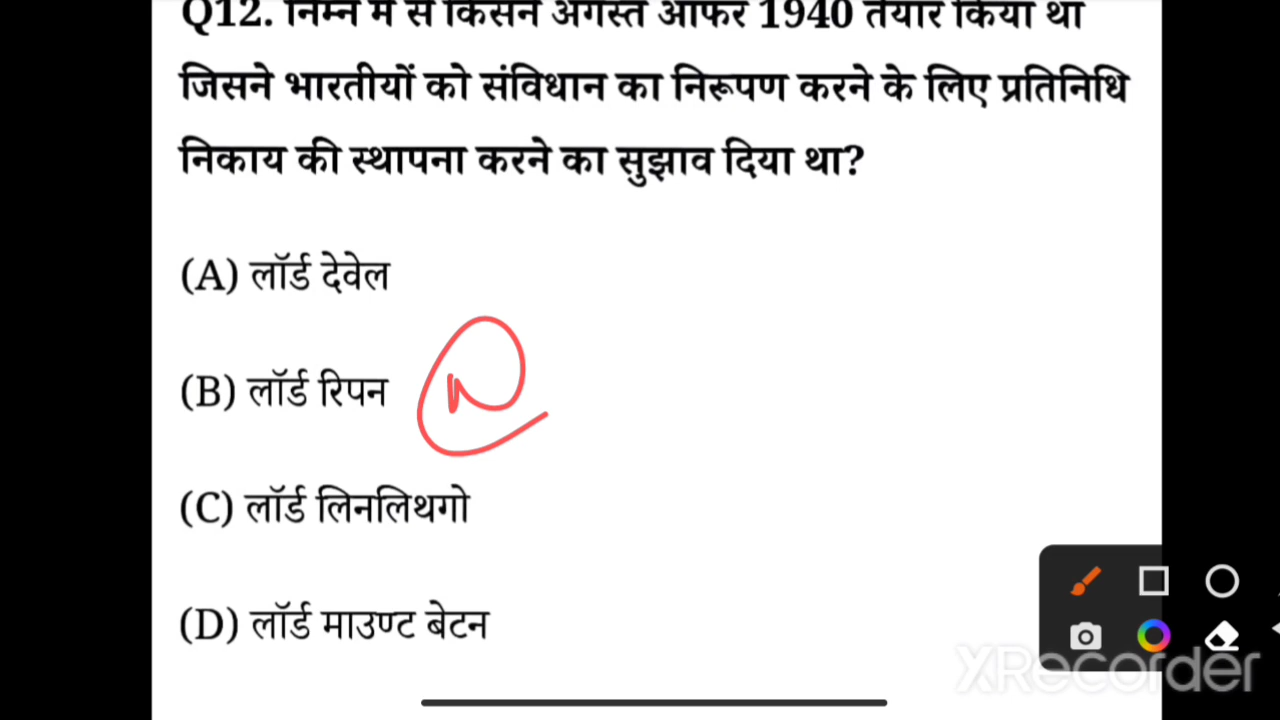 Q12. निम्न में से किसने अगस्त ऑफर 1940 तैयार किया था
जिसने भारतीयों को संविधान का निरूपण करने के लिए प्रतिनिधि
निकाय की स्थापना करने का सुझाव दिया था?
(A) लॉर्ड देवेल
(B) लॉर्ड रिपन
(C) लॉर्ड लिनलिथगो
(D) लॉर्ड माउण्ट बेटन
XRecorder